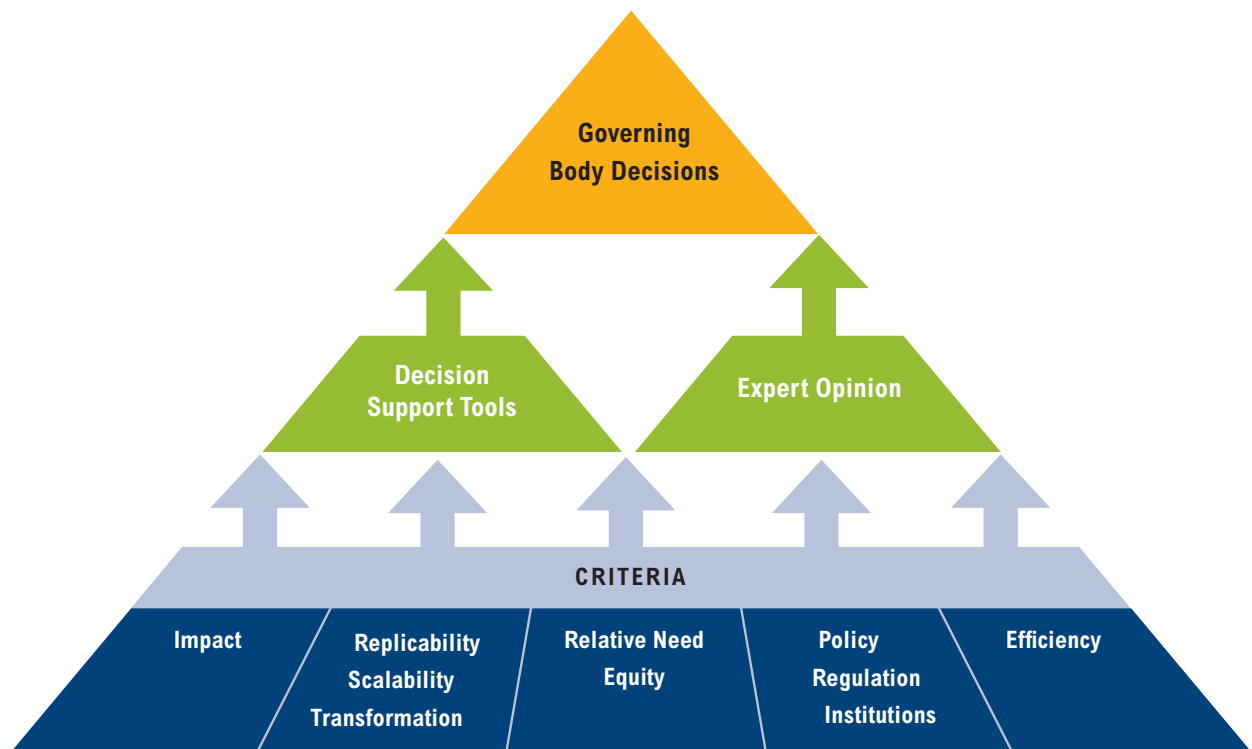 Governing
Body Decisions
Decision
Support Tools
Expert Opinion
CRITERIA
Impact
Replicability
Scalability
Transformation
Relative Need
Equity
Policy
Regulation
Institutions
Efficiency